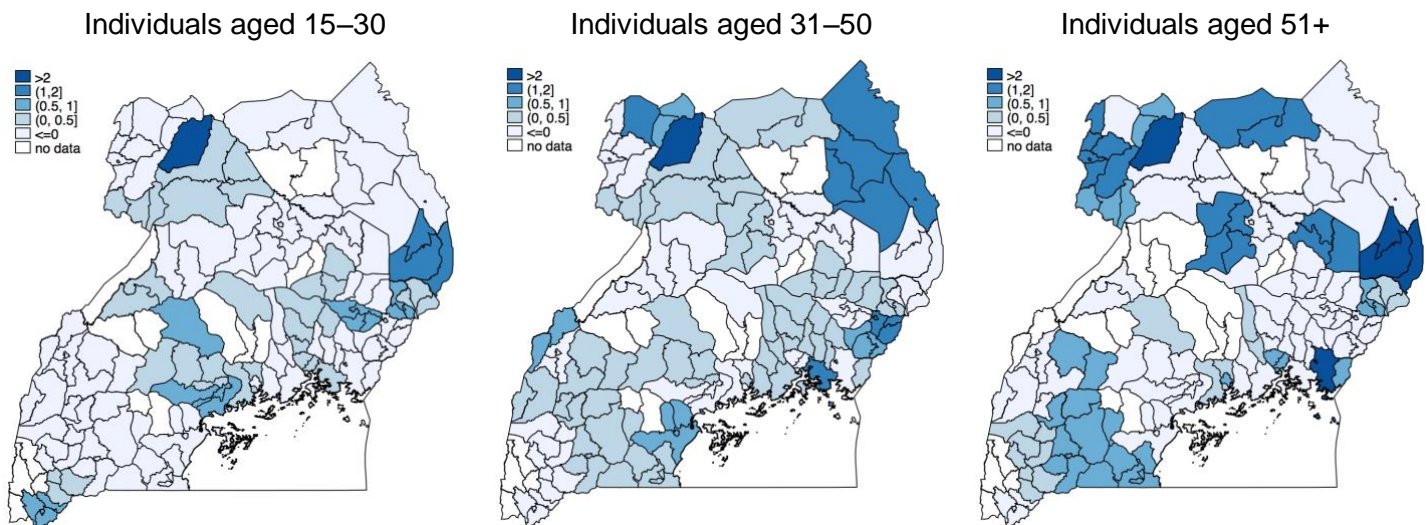 Individuals aged 15–30
>2
(1,2]
(0.5, 1]
(0, 0.5]
<=0
no data
Individuals aged 31–50
>2
(1,2]
(0.5, 1]
(0, 0.5]
<=0
no data
Individuals aged 51+
>2
(1,2]
(0.5, 1]
(0, 0.5]
<=0
no data